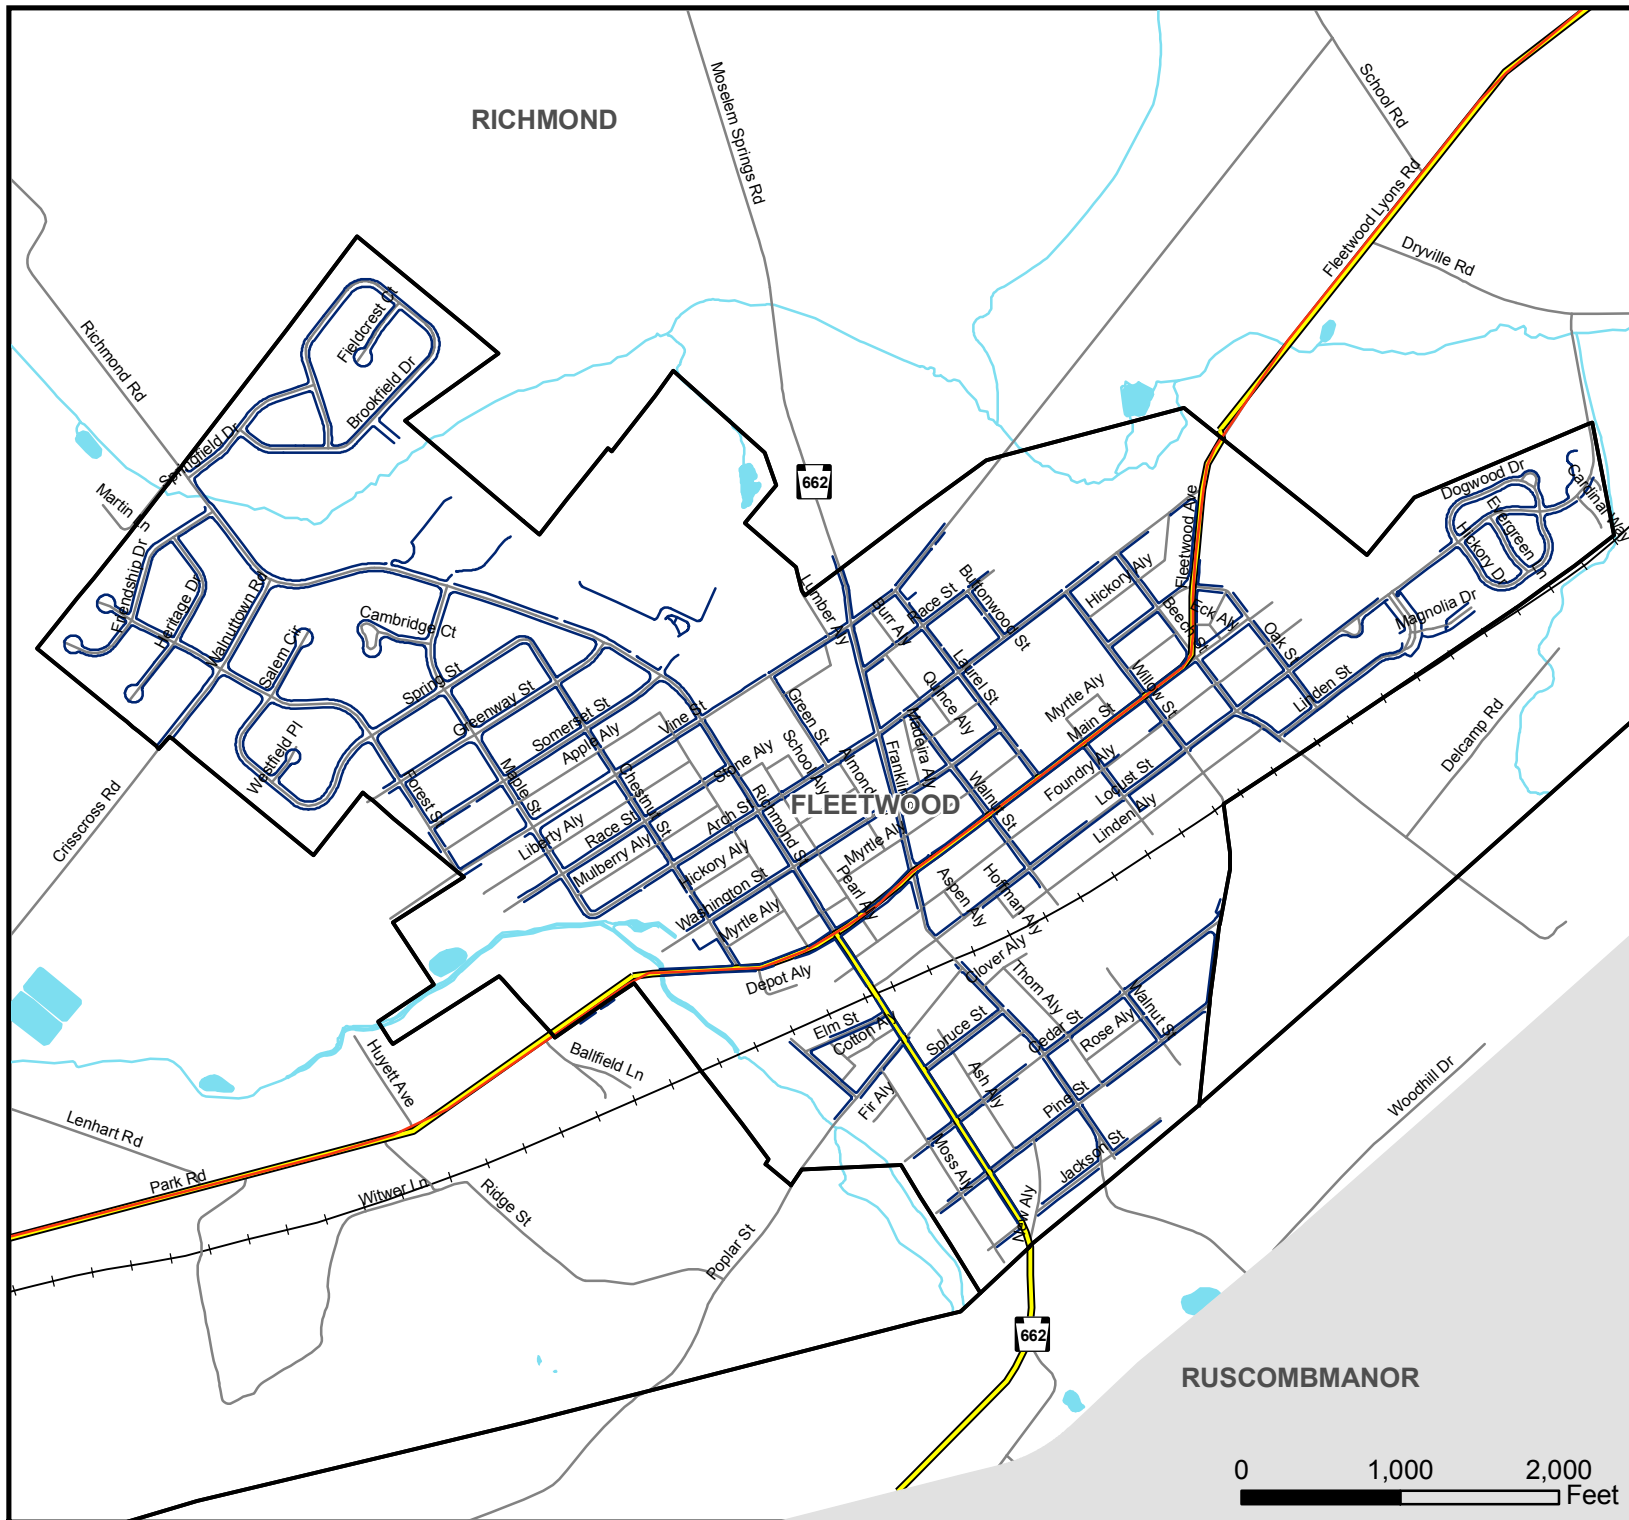 RICHMOND
Moselem Springs Rd
School Rd
Fleetwood Lyons Rd
Dryville Rd
Richmond Rd
Fieldcrest Ct
Brookfield Dr
Springfield Dr
Martin Ln
662
Fleetwood Ave
Dogwood Dr
Cardinal Way
Evergreen Ln
Hickory Dr
Magnolia Dr
Friendship Dr
Heritage Dr
Walnuttown Rd
Salem Cir
Cambridge Ct
Lumber Aly
Burr Aly
Race St
Buttonwood St
Hickory Aly
Beech St
Eck Aly
Oak St
Linden St
Spring St
Greenway St
Somerset St
Apple Aly
Vine St
Green St
School Aly
Almond
Franklin
Madeira Aly
Quince Aly
Laurel St
Myrtle Aly
Main St
Willow St
Westfield Pl
Forest St
Maple St
Chestnut St
Stone Aly
Richmond St
Arch St
FLEETWOOD
Walnut St
Foundry Aly
Locust St
Linden Aly
Delcamp Rd
Crisscross Rd
Liberty Aly
Race St
Mulberry Aly
Hickory Aly
Washington St
Myrtle Aly
Myrtle Aly
Pearl Aly
Aspen Aly
Hoffman Aly
Depot Aly
Clover Aly
Thorn Aly
Walnut St
Elm St
Cotton Aly
Spruce St
Cedar St
Rose Aly
Fir Aly
Ash Aly
Pine St
Moss Aly
Jackson St
New Aly
Huyett Ave
Ballfield Ln
Lenhart Rd
Park Rd
Witwer Ln
Ridge St
Poplar St
Woodhill Dr
662
RUSCOMBMANOR
0 1,000 2,000
Feet